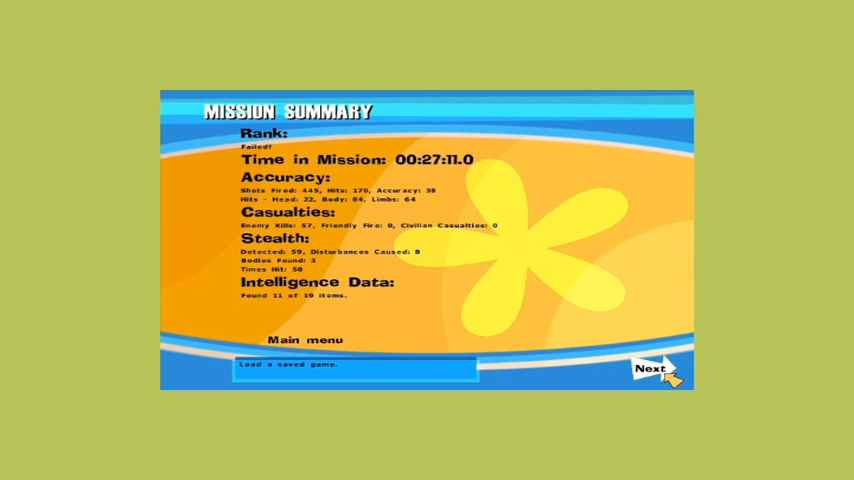 MISSION SUMMARY
Rank:
Failed!
Time in Mission: 00:27:11.0
Accuracy:
Shots Fired: 445, Hits: 170, Accuracy: 38
Hits - Head: 22, Body: 84, Limbs: 64
Casualties:
Enemy Kills: 57, Friendly Fire: 0, Civilian Casualties: 0
Stealth:
Detected: 59, Disturbances Caused: 8
Bodies Found: 3
Times Hit: 50
Intelligence Data:
Found 11 of 19 items.
Main menu
Load a saved game.
Next